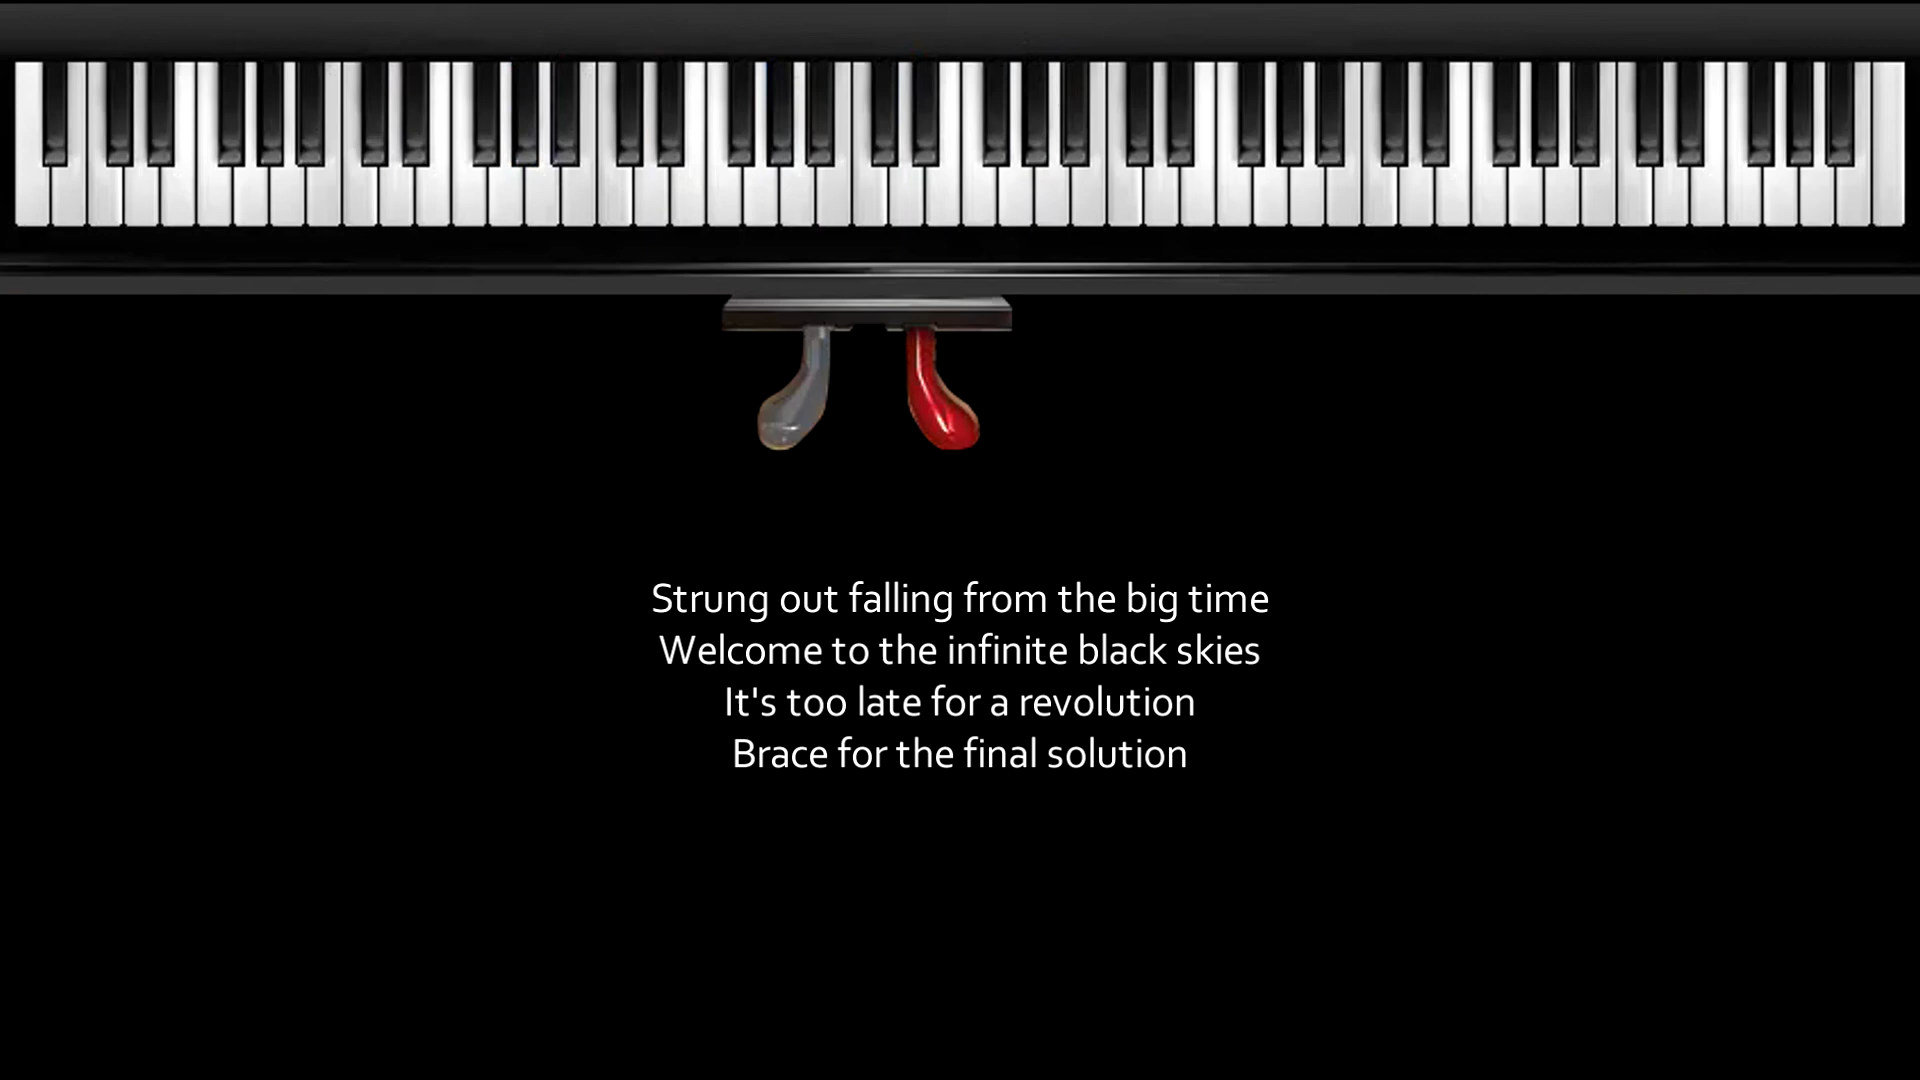 Strung out falling from the big time
Welcome to the infinite black skies
It's too late for a revolution
Brace for the final solution